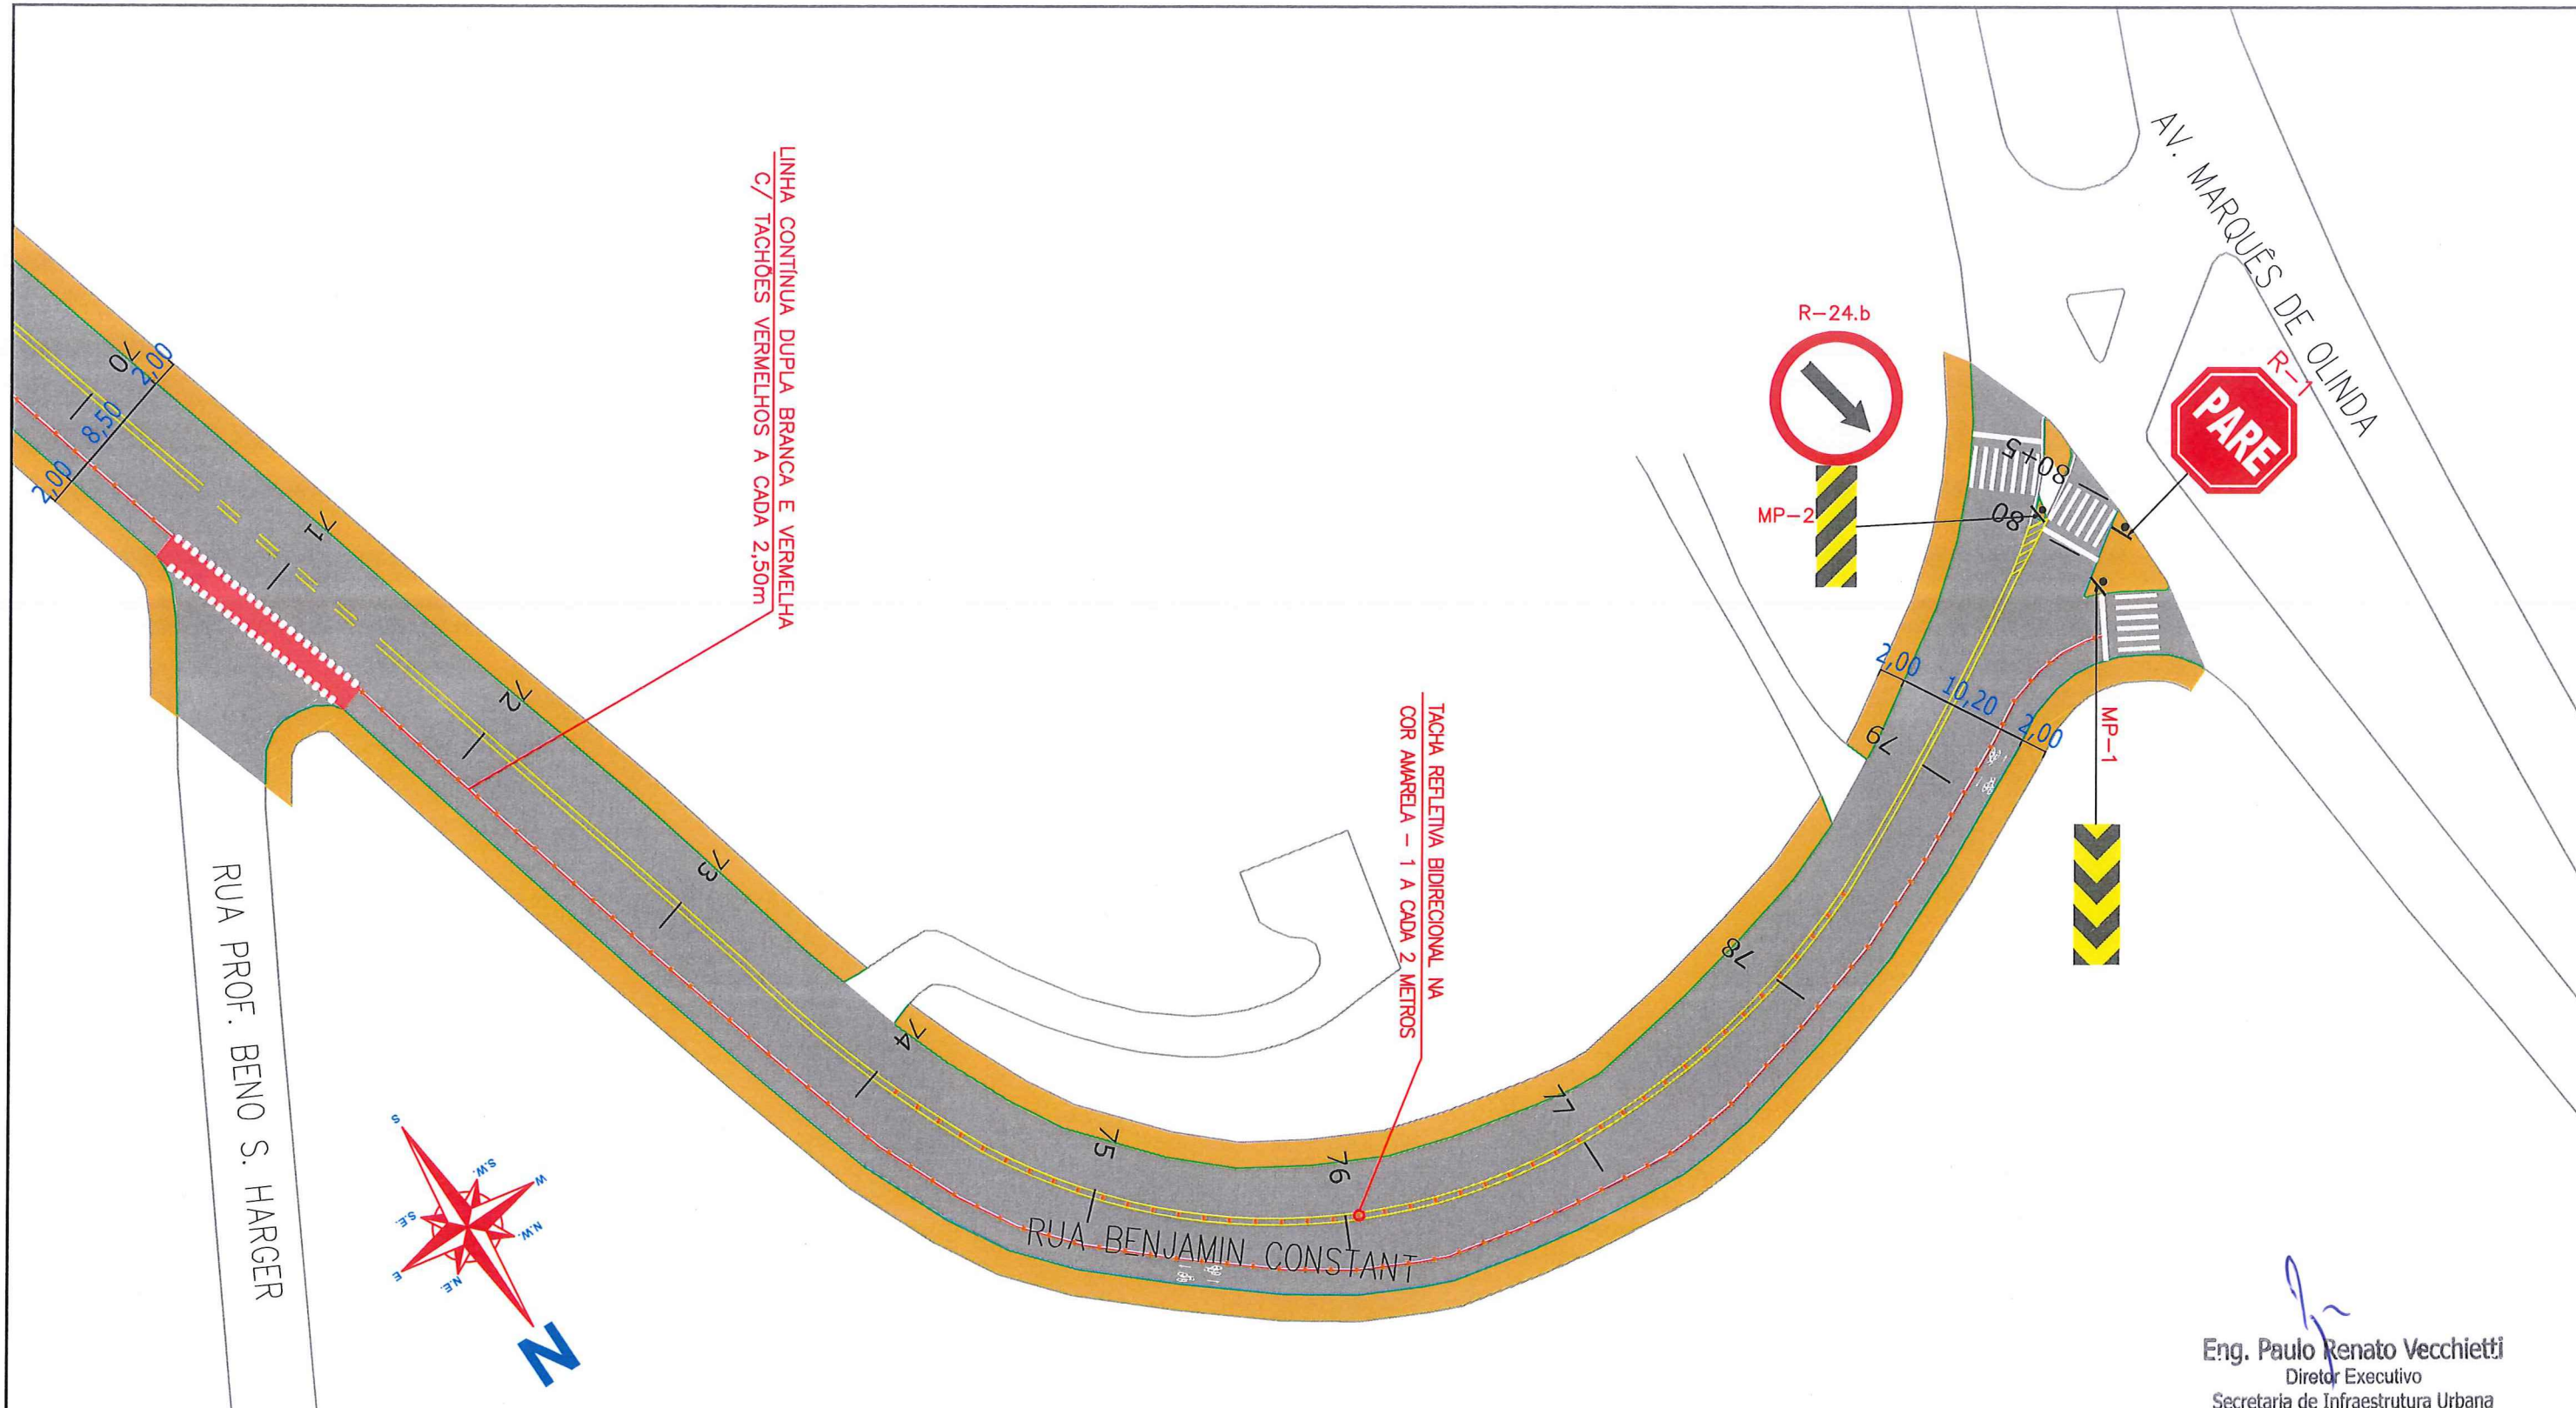 LINHA CONTÍNUA DUPLA BRANCA E VERMELHA
C/ TACHÕES VERMELHOS A CADA 2,50m
AV. MARQUÊS DE OLINDA
R-24.b
R-1
PARE
MP-2
MP-1
80+5
80
2,00
10,20
2,00
79
78
77
76
75
74
73
72
71
70
2,00
8,50
2,00
TACHA REFLETIVA BIDIRECIONAL NA
COR AMARELA - 1 A CADA 2 METROS
RUA BENJAMIN CONSTANT
RUA PROF. BENO S. HARGER
S
S.W.
W
N.W.
S.E.
E
N.E.
N
Eng. Paulo Renato Vecchietti
Diretor Executivo
Secretaria de Infraestrutura Urbana